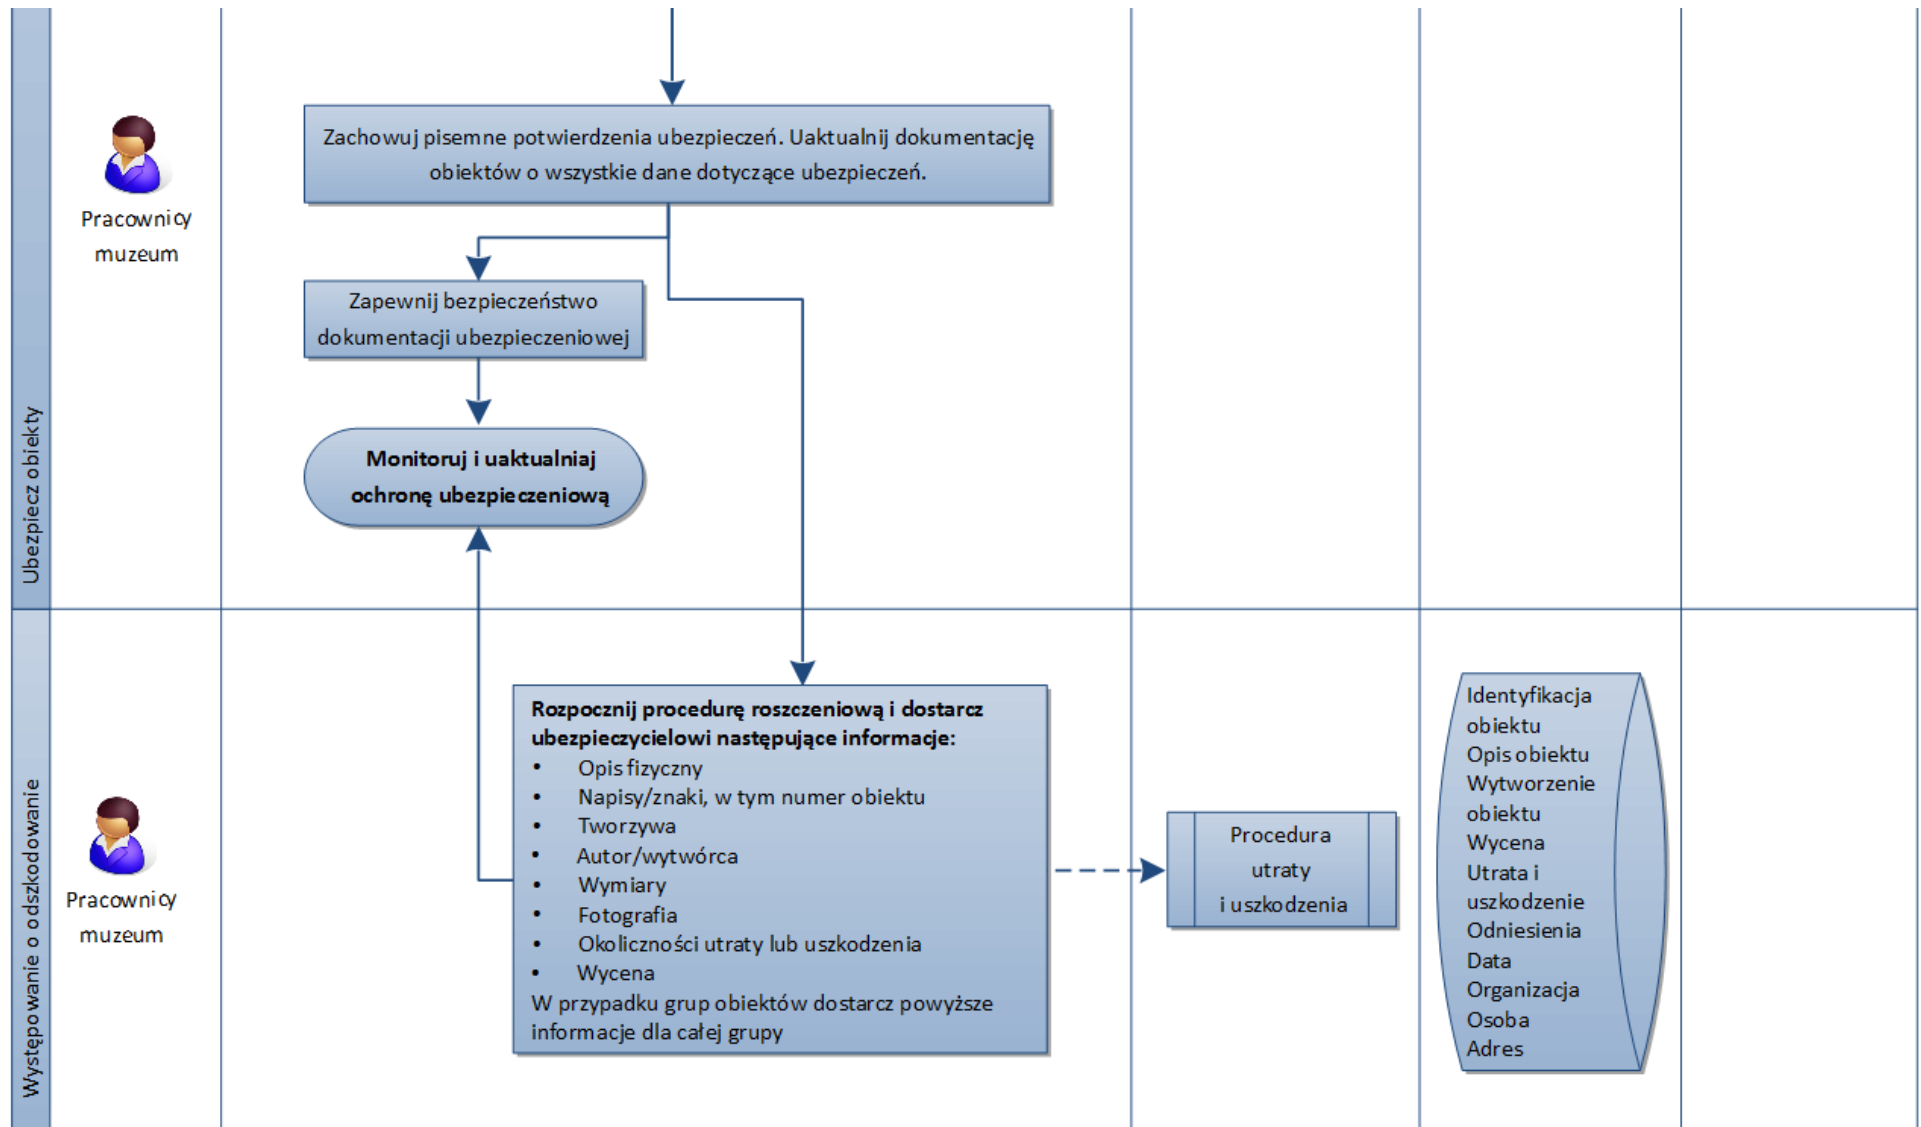 Ubezpiecz obiekty
Pracownicy
muzeum
Zachowuj pisemne potwierdzenia ubezpieczeń. Uaktualnij dokumentację
obiektów o wszystkie dane dotyczące ubezpieczeń.
Zapewnij bezpieczeństwo
dokumentacji ubezpieczeniowej
Monitoruj i uaktualniaj
ochronę ubezpieczeniową
Występowanie o odszkodowanie
Pracownicy
muzeum
Rozpocznij procedurę roszczeniową i dostarcz
ubezpieczycielowi następujące informacje:
• Opis fizyczny
• Napisy/znaki, w tym numer obiektu
• Tworzywa
• Autor/wytwórca
• Wymiary
• Fotografia
• Okoliczności utraty lub uszkodzenia
• Wycena
W przypadku grup obiektów dostarcz powyższe
informacje dla całej grupy
Procedura
utraty
i uszkodzenia
Identyfikacja
obiektu
Opis obiektu
Wytworzenie
obiektu
Wycena
Utrata i
uszkodzenie
Odniesienia
Data
Organizacja
Osoba
Adres